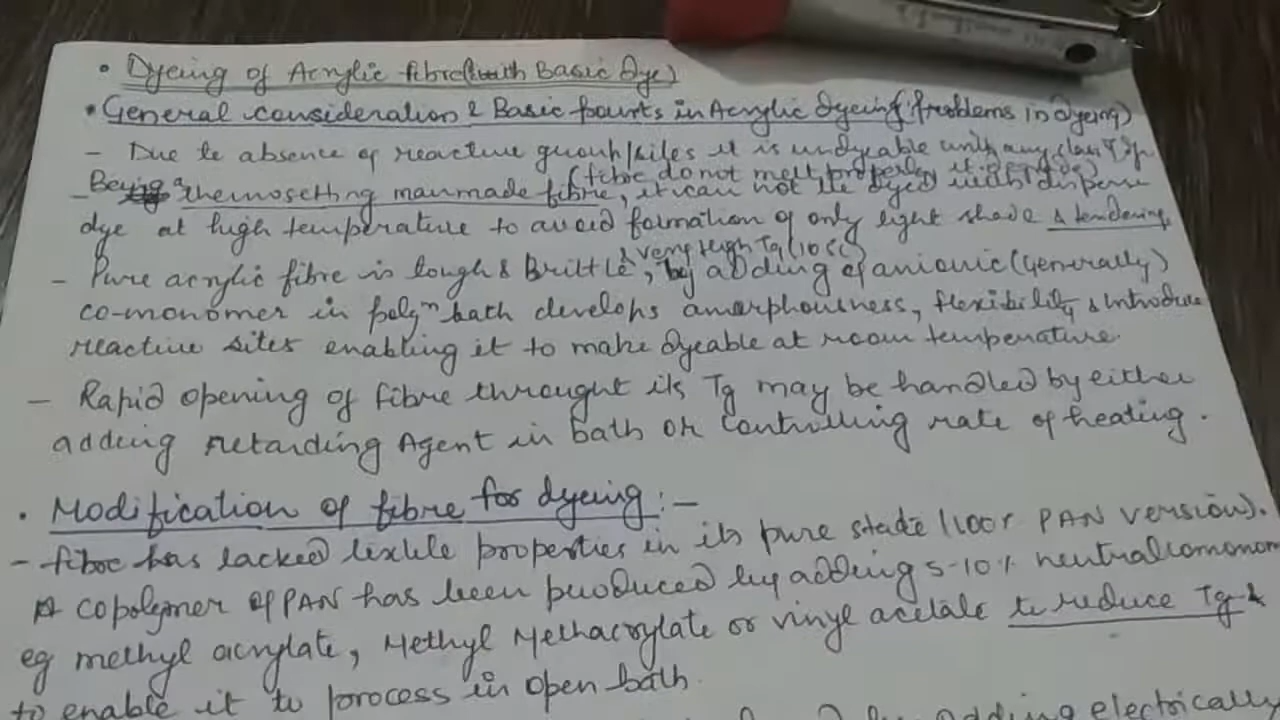 • Dyeing of Acrylic fibre (with Basic Dye)
• General consideration & Basic points in Acrylic dyeing (Problems in Dyeing)
- Due to absence of reactive group/sites it is undyeable with any class of
(fibre do not melt properly it
- Being a themosetting manmade fibre, it can not be dyed with disperse
dye at high temperature to avoid formation of only light shade & tendering
& very high Tg (105c)
- Pure acrylic fibre is tough & Brittle, by adding of anionic (Generally)
co-monomer in polyⁿ bath develops amorphousness, flexibility & Introduce
reactive sites enabling it to make dyeable at room temperature.
- Rapid opening of fibre throught its Tg may be handled by either
adding retarding Agent in bath or controlling rate of heating.
• Modification of fibre for dyeing :-
- fibre has lacked textile properties in its pure state (100% PAN version).
A copolymer of PAN has been produced by adding 5-10% neutral comonom
eg methyl acrylate, Methyl Methacrylate or vinyl acetate to reduce Tg &
to enable it to process in open bath.
by adding electrically